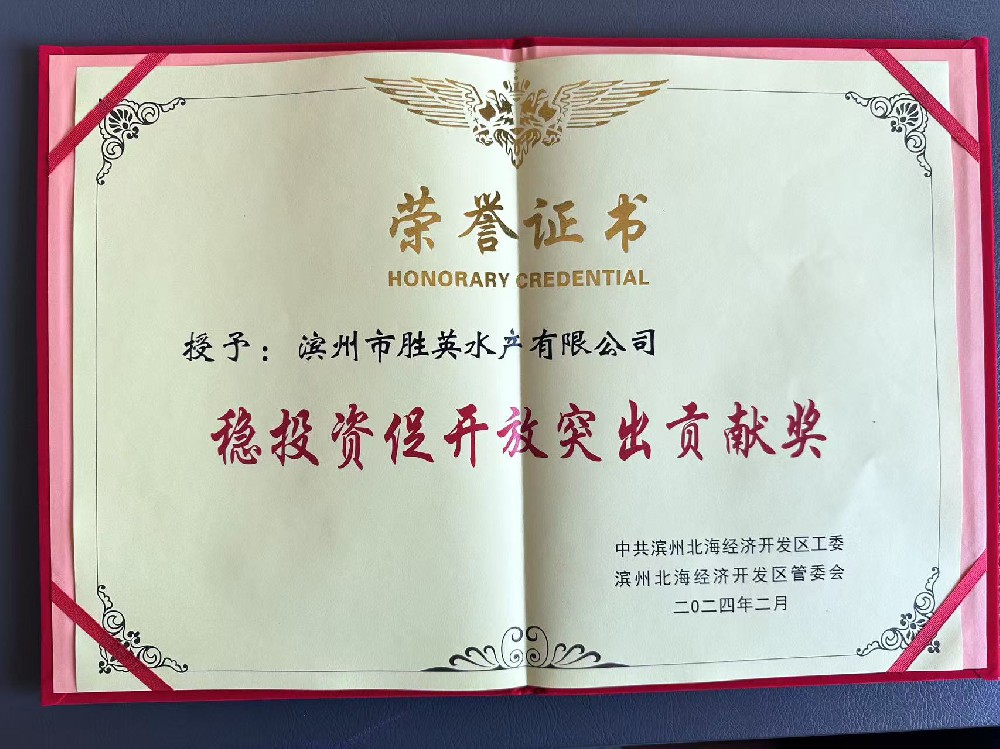 荣誉证书
HONORARY CREDENTIAL
授予：滨州市胜英水产有限公司
稳投资促开放突出贡献奖
中共滨州北海经济开发区工委
滨州北海经济开发区管委会
二0二四年二月